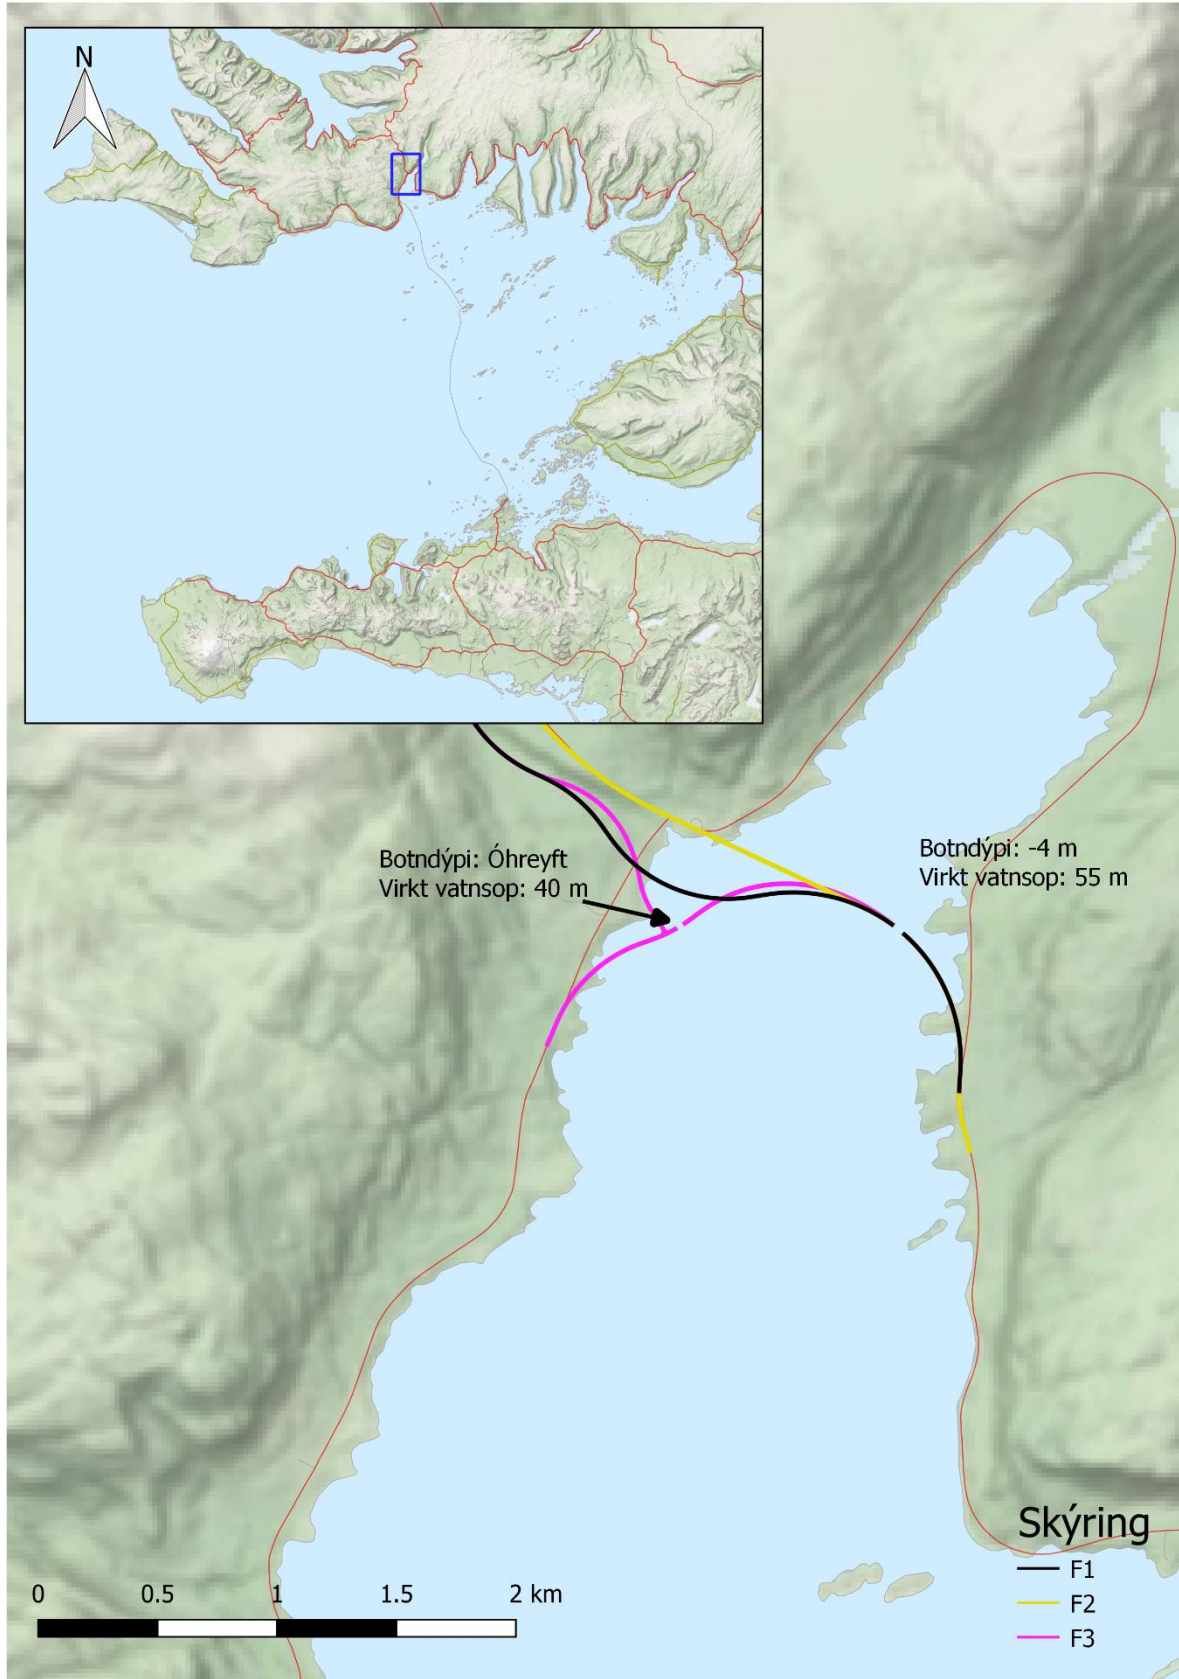 N
Botndýpi: Óhreyft
Virkt vatnsop: 40 m
Botndýpi: -4 m
Virkt vatnsop: 55 m
Skýring
F1
F2
F3
0 0.5 1 1.5 2 km